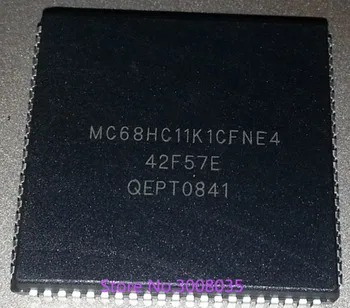 MC68HC11K1CFNE4
42F57E
QEPT0841
Store No:3008035